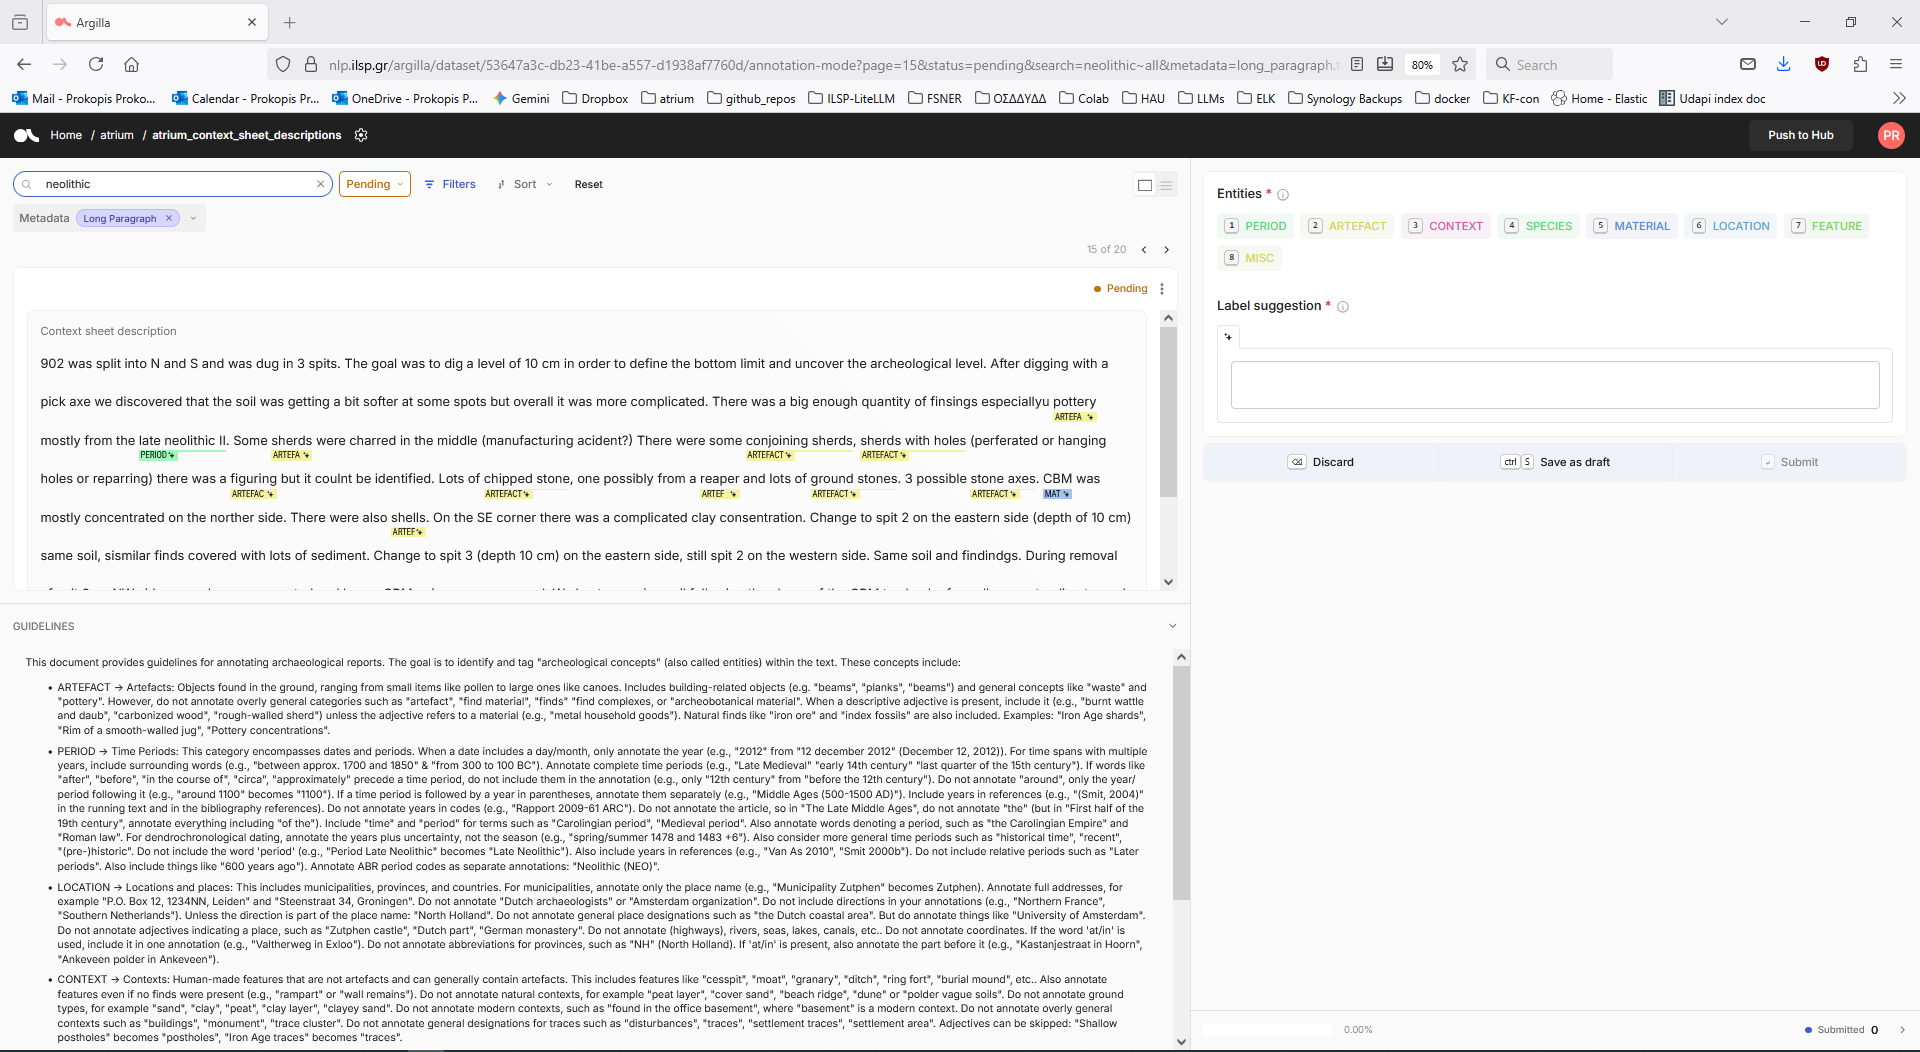 Argilla
nlp.ilsp.gr/argilla/dataset/53647a3c-db23-41be-a557-d1938af7760d/annotation-mode?page=15&status=pending&search=neolithic~all&metadata=long_paragraph.
80%
Search
Mail - Prokopis Proko... Calendar - Prokopis Pr... OneDrive - Prokopis P... Gemini Dropbox atrium github_repos ILSP-LiteLLM FSNER ΟΣΔΔΥΔΔ Colab HAU LLMs ELK Synology Backups docker KF-con Home - Elastic Udapi index doc
Home / atrium / atrium_context_sheet_descriptions
Push to Hub
PR
neolithic
Pending
Filters
Sort
Reset
Metadata Long Paragraph
15 of 20
Pending
Context sheet description
902 was split into N and S and was dug in 3 spits. The goal was to dig a level of 10 cm in order to define the bottom limit and uncover the archeological level. After digging with a
pick axe we discovered that the soil was getting a bit softer at some spots but overall it was more complicated. There was a big enough quantity of finsings especiallyu pottery
ARTEFA
mostly from the late neolithic II. Some sherds were charred in the middle (manufacturing acident?) There were some conjoining sherds, sherds with holes (perforated or hanging
PERIOD ARTEFA ARTEFACT ARTEFACT
holes or reparring) there was a figuring but it coulnt be identified. Lots of chipped stone, one possibly from a reaper and lots of ground stones. 3 possible stone axes. CBM was
ARTEFAC ARTEFACT ARTEF ARTEFACT ARTEFACT MAT
mostly concentrated on the norther side. There were also shells. On the SE corner there was a complicated clay consentration. Change to spit 2 on the eastern side (depth of 10 cm)
ARTEF
same soil, sismilar finds covered with lots of sediment. Change to spit 3 (depth 10 cm) on the eastern side, still spit 2 on the western side. Same soil and findindgs. During removal
GUIDELINES
This document provides guidelines for annotating archaeological reports. The goal is to identify and tag "archeological concepts" (also called entities) within the text. These concepts include:
• ARTEFACT → Artefacts: Objects found in the ground, ranging from small items like pollen to large ones like canoes. Includes building-related objects (e.g. "beams", "planks", "beams") and general concepts like "waste" and
"pottery". However, do not annotate overly general categories such as "artefact", "find material", "finds" "find complexes, or "archeobotanical material". When a descriptive adjective is present, include it (e.g., "burnt wattle
and daub", "carbonized wood", "rough-walled sherd") unless the adjective refers to a material (e.g., "metal household goods"). Natural finds like "iron ore" and "index fossils" are also included. Examples: "Iron Age shards",
"Rim of a smooth-walled jug", "Pottery concentrations".
• PERIOD → Time Periods: This category encompasses dates and periods. When a date includes a day/month, only annotate the year (e.g., "2012" from "12 december 2012" (December 12, 2012)). For time spans with multiple
years, include surrounding words (e.g., "between approx. 1700 and 1850" & "from 300 to 100 BC"). Annotate complete time periods (e.g., "Late Medieval" "early 14th century" "last quarter of the 15th century"). If words like
"after", "before", "in the course of", "circa", "approximately" precede a time period, do not include them in the annotation (e.g., only "12th century" from "before the 12th century"). Do not annotate "around", only the year/
period following it (e.g., "around 1100" becomes "1100"). If a time period is followed by a year in parentheses, annotate them separately (e.g., "Middle Ages (500-1500 AD)"). Include years in references (e.g., "(Smit, 2004)"
in the running text and in the bibliography references). Do not annotate years in codes (e.g., "Rapport 2009-61 ARC"). Do not annotate the article, so in "The Late Middle Ages", do not annotate "the" (but in "First half of the
19th century", annotate everything including "of the"). Include "time" and "period" for terms such as "Carolingian period", "Medieval period". Also annotate words denoting a period, such as "the Carolingian Empire" and
"Roman law". For dendrochronological dating, annotate the years plus uncertainty, not the season (e.g., "spring/summer 1478 and 1483 +6"). Also consider more general time periods such as "historical time", "recent",
"(pre-)historic". Do not include the word 'period' (e.g., "Period Late Neolithic" becomes "Late Neolithic"). Also include years in references (e.g., "Van As 2010", "Smit 2000b"). Do not include relative periods such as "Later
periods". Also include things like "600 years ago"). Annotate ABR period codes as separate annotations: "Neolithic (NEO)".
• LOCATION → Locations and places: This includes municipalities, provinces, and countries. For municipalities, annotate only the place name (e.g., "Municipality Zutphen" becomes Zutphen). Annotate full addresses, for
example "P.O. Box 12, 1234NN, Leiden" and "Steenstraat 34, Groningen". Do not annotate "Dutch archaeologists" or "Amsterdam organization". Do not include directions in your annotations (e.g., "Northern France",
"Southern Netherlands"). Unless the direction is part of the place name: "North Holland". Do not annotate general place designations such as "the Dutch coastal area". But do annotate things like "University of Amsterdam".
Do not annotate adjectives indicating a place, such as "Zutphen castle", "Dutch part", "German monastery". Do not annotate (highways), rivers, seas, lakes, canals, etc.. Do not annotate coordinates. If the word 'at/in' is
used, include it in one annotation (e.g., "Valtherweg in Exloo"). Do not annotate abbreviations for provinces, such as "NH" (North Holland). If 'at/in' is present, also annotate the part before it (e.g., "Kastanjestraat in Hoorn",
"Ankeveen polder in Ankeveen").
• CONTEXT → Contexts: Human-made features that are not artefacts and can generally contain artefacts. This includes features like "cesspit", "moat", "granary", "ditch", "ring fort", "burial mound", etc.. Also annotate
features even if no finds were present (e.g., "rampart" or "wall remains"). Do not annotate natural contexts, for example "peat layer", "cover sand", "beach ridge", "dune" or "polder vague soils". Do not annotate ground
types, for example "sand", "clay", "peat", "clay layer", "clayey sand". Do not annotate modern contexts, such as "found in the office basement", where "basement" is a modern context. Do not annotate overly general
contexts such as "buildings", "monument", "trace cluster". Do not annotate general designations for traces such as "disturbances", "traces", "settlement traces", "settlement area". Adjectives can be skipped: "Shallow
postholes" becomes "postholes", "Iron Age traces" becomes "traces".
Entities *
1 PERIOD 2 ARTEFACT 3 CONTEXT 4 SPECIES 5 MATERIAL 6 LOCATION 7 FEATURE
8 MISC
Label suggestion *
Discard
ctrl S Save as draft
Submit
0.00%
Submitted 0